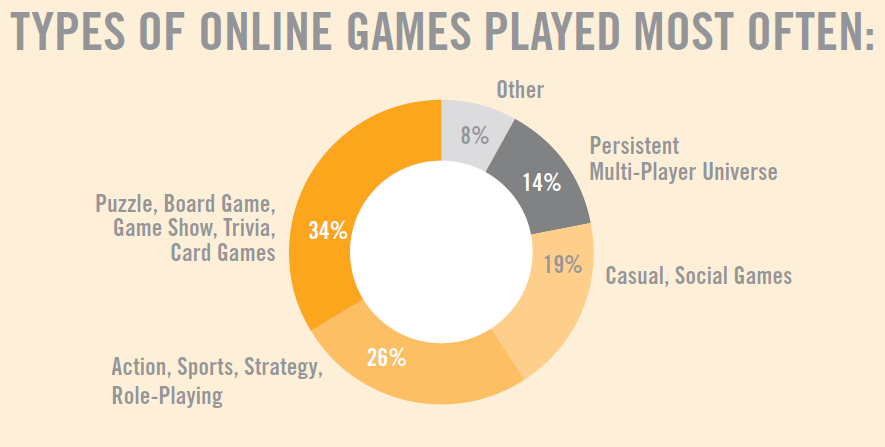 TYPES OF ONLINE GAMES PLAYED MOST OFTEN:
Other
8%
Persistent
Multi-Player Universe
14%
19%
Casual, Social Games
Puzzle, Board Game,
Game Show, Trivia,
Card Games
34%
26%
Action, Sports, Strategy,
Role-Playing